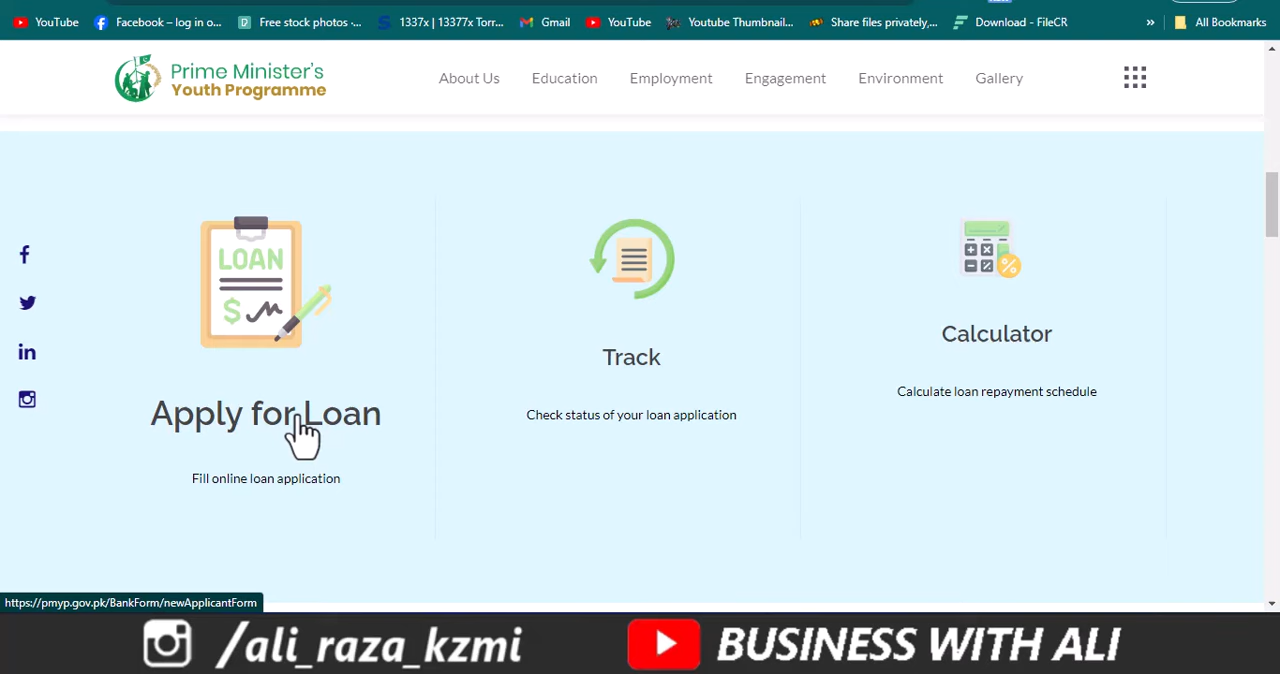 YouTube Facebook – log in o... Free stock photos ·... 1337x | 13377x Torr... Gmail YouTube Youtube Thumbnail... Share files privately,... Download - FileCR » All Bookmarks
Prime Minister's
Youth Programme
About Us Education Employment Engagement Environment Gallery
LOAN
$
Apply for Loan
Fill online loan application
Track
Check status of your loan application
Calculator
Calculate loan repayment schedule
https://pmyp.gov.pk/BankForm/newApplicantForm
/ali_raza_kzmi
BUSINESS WITH ALI